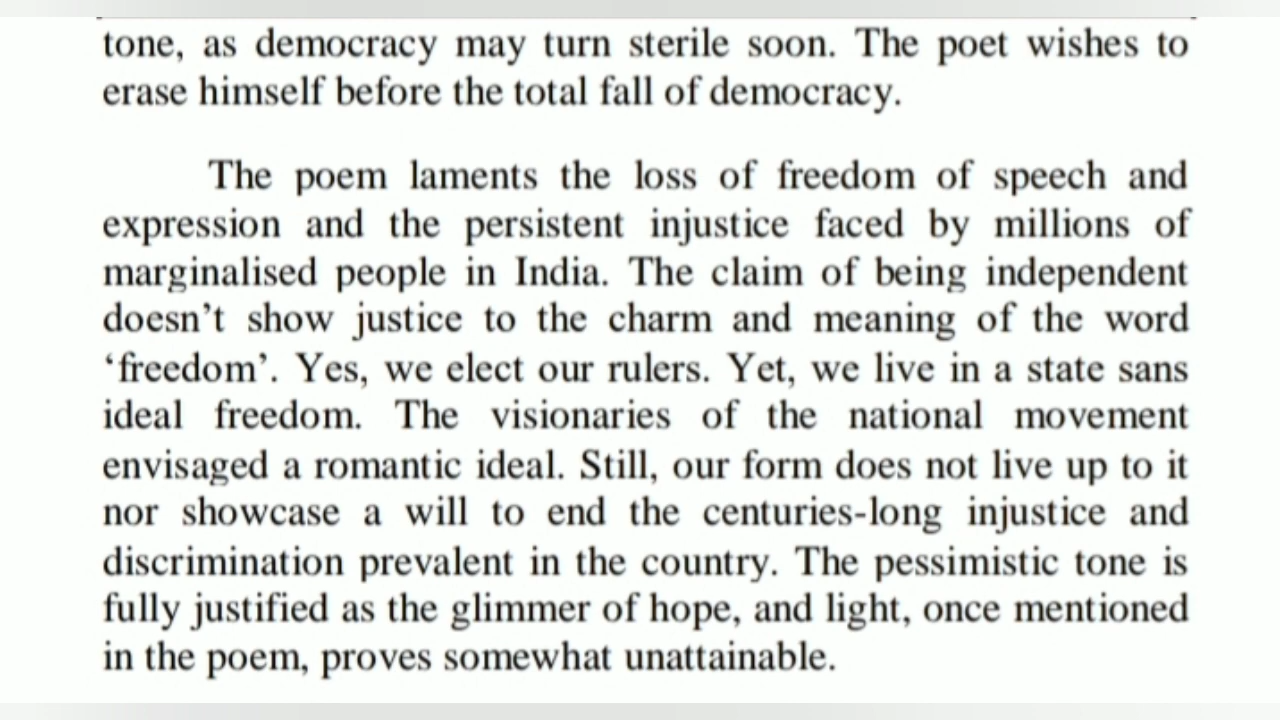 tone, as democracy may turn sterile soon. The poet wishes to
erase himself before the total fall of democracy.
The poem laments the loss of freedom of speech and
expression and the persistent injustice faced by millions of
marginalised people in India. The claim of being independent
doesn’t show justice to the charm and meaning of the word
‘freedom’. Yes, we elect our rulers. Yet, we live in a state sans
ideal freedom. The visionaries of the national movement
envisaged a romantic ideal. Still, our form does not live up to it
nor showcase a will to end the centuries-long injustice and
discrimination prevalent in the country. The pessimistic tone is
fully justified as the glimmer of hope, and light, once mentioned
in the poem, proves somewhat unattainable.